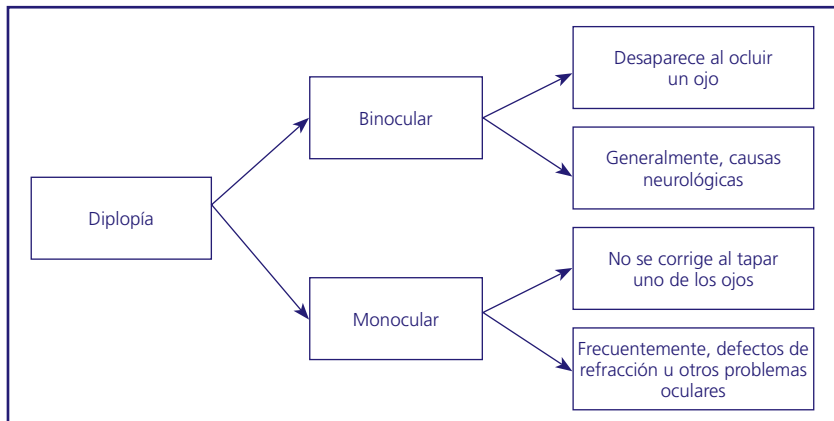 Diplopía
Binocular
Desaparece al ocluir
un ojo
Generalmente, causas
neurológicas
Monocular
No se corrige al tapar
uno de los ojos
Frecuentemente, defectos de
refracción u otros problemas
oculares